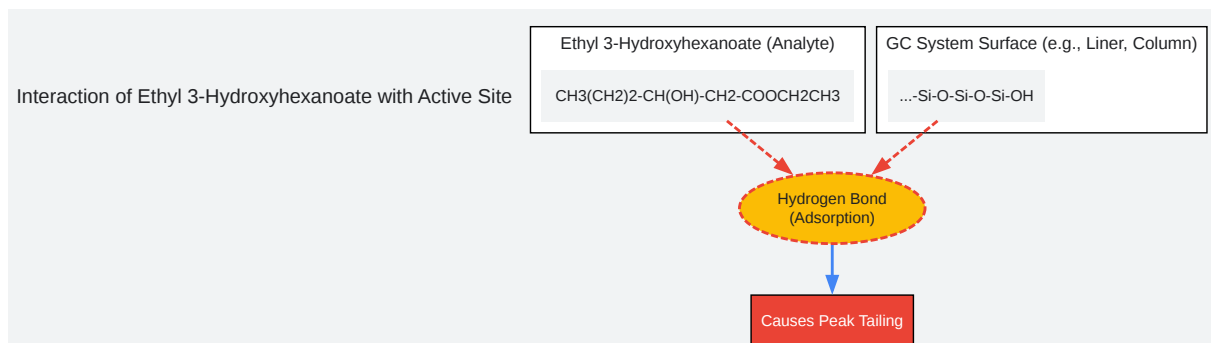 Interaction of Ethyl 3-Hydroxyhexanoate with Active Site
Ethyl 3-Hydroxyhexanoate (Analyte)
CH3(CH2)2-CH(OH)-CH2-COOCH2CH3
GC System Surface (e.g., Liner, Column)
...-Si-O-Si-O-Si-OH
Hydrogen Bond
(Adsorption)
Causes Peak Tailing